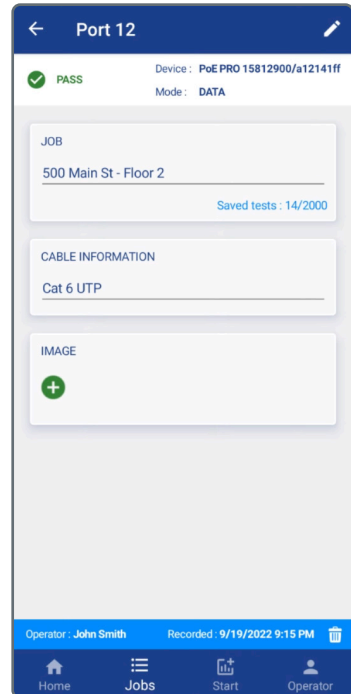 Port 12
PASS
Device : PoE PRO 15812900/a12141ff
Mode : DATA
JOB
500 Main St - Floor 2
Saved tests : 14/2000
CABLE INFORMATION
Cat 6 UTP
IMAGE
Operator : John Smith Recorded : 9/19/2022 9:15 PM
Home Jobs Start Operator